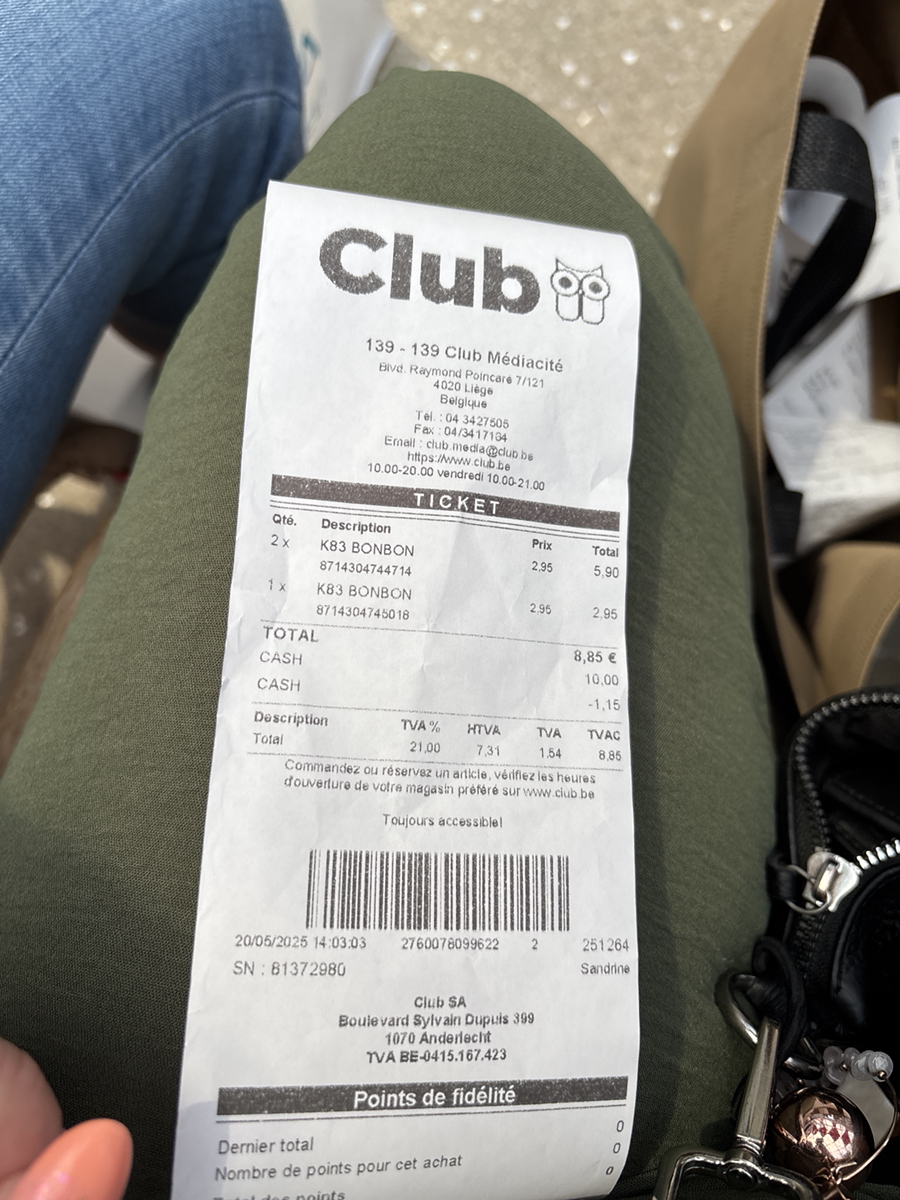 Club
139 - 139 Club Médiacité
Blvd. Raymond Poincaré 7/121
4020 Liège
Belgique
Tel. : 04 3427505
Fax : 04/3417134
Email : club.media@club.be
https://www.club.be
10.00-20.00 vendredi 10.00-21.00
TICKET
Qté. Description Prix Total
2 x K83 BONBON 2,95 5,90
8714304744714
1 x K83 BONBON 2,95 2,95
8714304745018
TOTAL 8,85 €
CASH 10,00
CASH -1,15
Description TVA % HTVA TVA TVAC
Total 21,00 7,31 1,54 8,85
Commandez ou réservez un article, vérifiez les heures
d'ouverture de votre magasin préféré sur www.club.be
Toujours accessible!
20/05/2025 14:03:03 2760078099622 2 251264
SN : 81372980 Sandrine
Club SA
Boulevard Sylvain Dupuis 399
1070 Anderlecht
TVA BE-0415.167.423
Points de fidélité
Dernier total 0
Nombre de points pour cet achat 0
Total des points 0